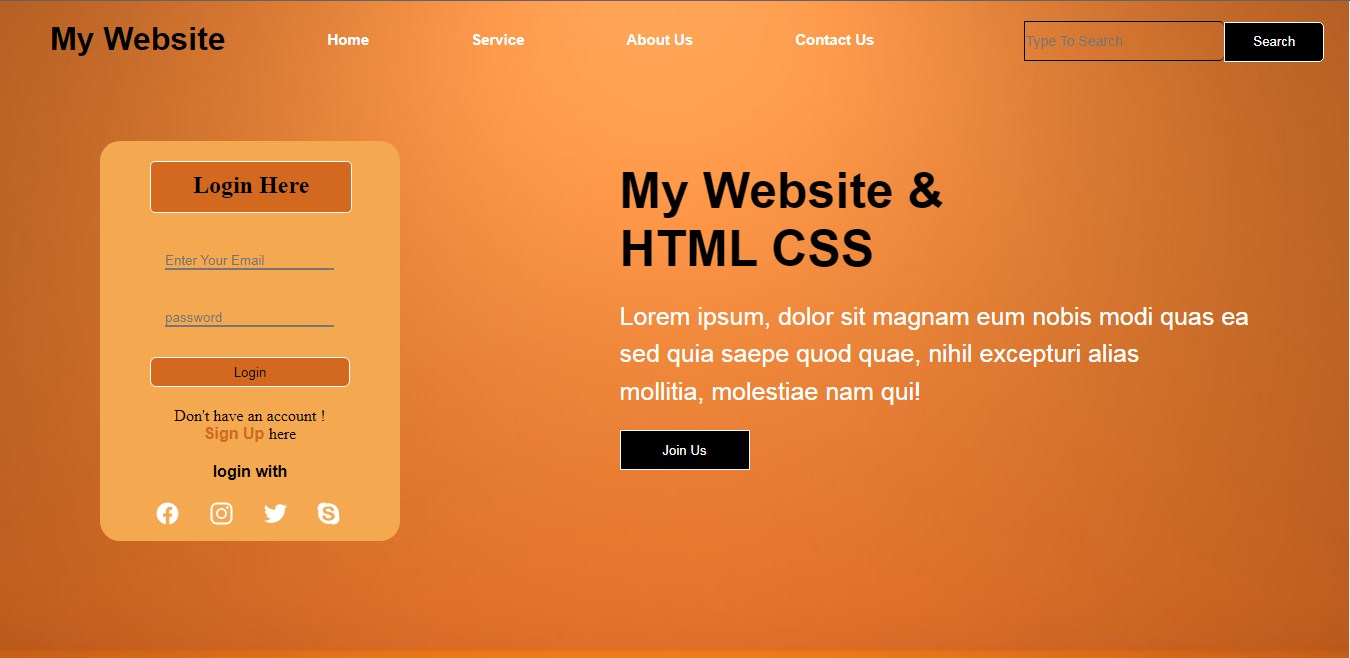 My Website
Home
Service
About Us
Contact Us
Type To Search
Search
Login Here
Enter Your Email
password
Login
Don't have an account !
Sign Up here
login with
My Website &
HTML CSS
Lorem ipsum, dolor sit magnam eum nobis modi quas ea
sed quia saepe quod quae, nihil excepturi alias
mollitia, molestiae nam qui!
Join Us